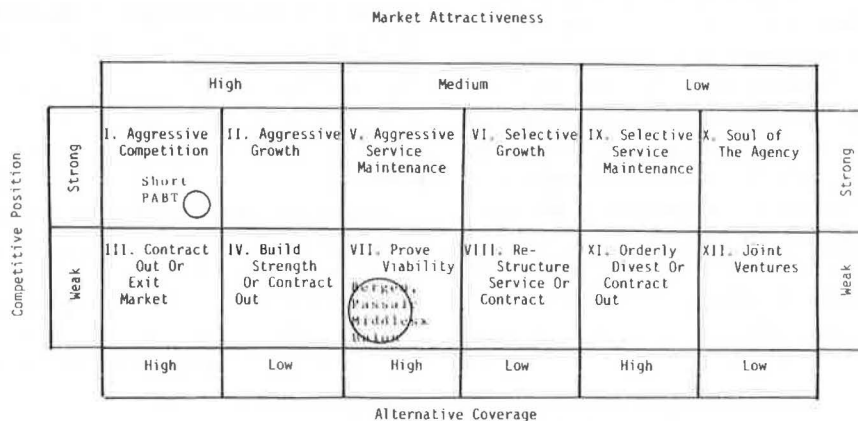 Market Attractiveness
High Medium Low
I. Aggressive Competition
II. Aggressive Growth
V. Aggressive Service Maintenance
VI. Selective Growth
IX. Selective Service Maintenance
X. Soul of The Agency
Competitive Position
Strong
Strong
Short
PABT
III. Contract Out Or Exit Market
IV. Build Strength Or Contract Out
VII. Prove Viability
VIII. Re-Structure Service Or Contract
XI. Orderly Divest Or Contract Out
XII. Joint Ventures
Weak
Weak
Bergen,
Passaic
Middlesx
Union
High Low High Low High Low
Alternative Coverage